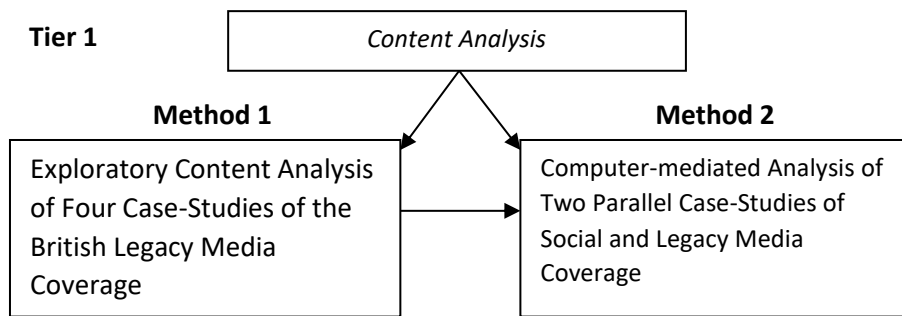 Tier 1
Content Analysis
Method 1
Method 2
Exploratory Content Analysis
of Four Case-Studies of the
British Legacy Media
Coverage
Computer-mediated Analysis of
Two Parallel Case-Studies of
Social and Legacy Media
Coverage